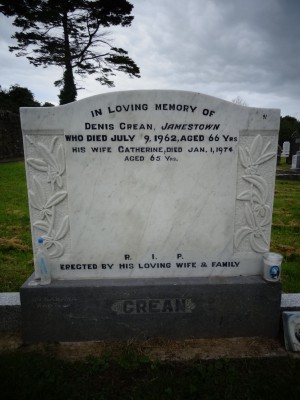 IN LOVING MEMORY OF
DENIS CREAN, JAMESTOWN
WHO DIED JULY 9, 1962, AGED 66 YRS
HIS WIFE CATHERINE, DIED JAN. 1, 1974
AGED 65 YRS.
R. I. P.
ERECTED BY HIS LOVING WIFE & FAMILY
CREAN